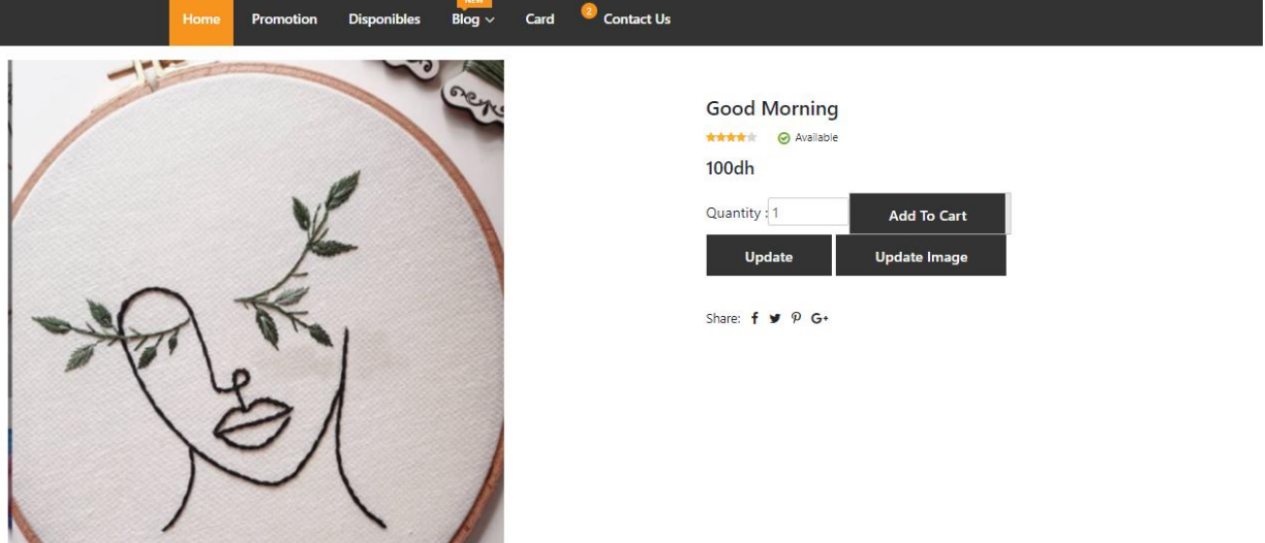 NEW
Home Promotion Disponibles Blog Card 2 Contact Us
Good Morning
Available
100dh
Quantity : 1 Add To Cart
Update Update Image
Share: f G+